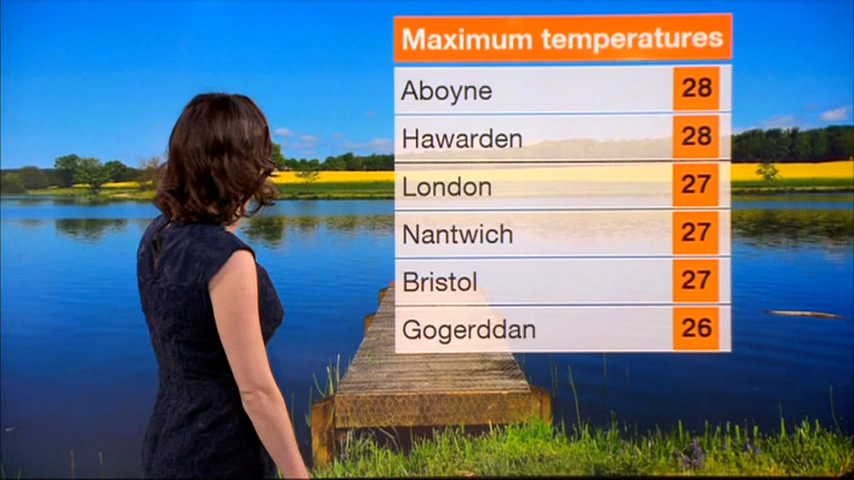 Maximum temperatures
Aboyne 28
Hawarden 28
London 27
Nantwich 27
Bristol 27
Gogerddan 26